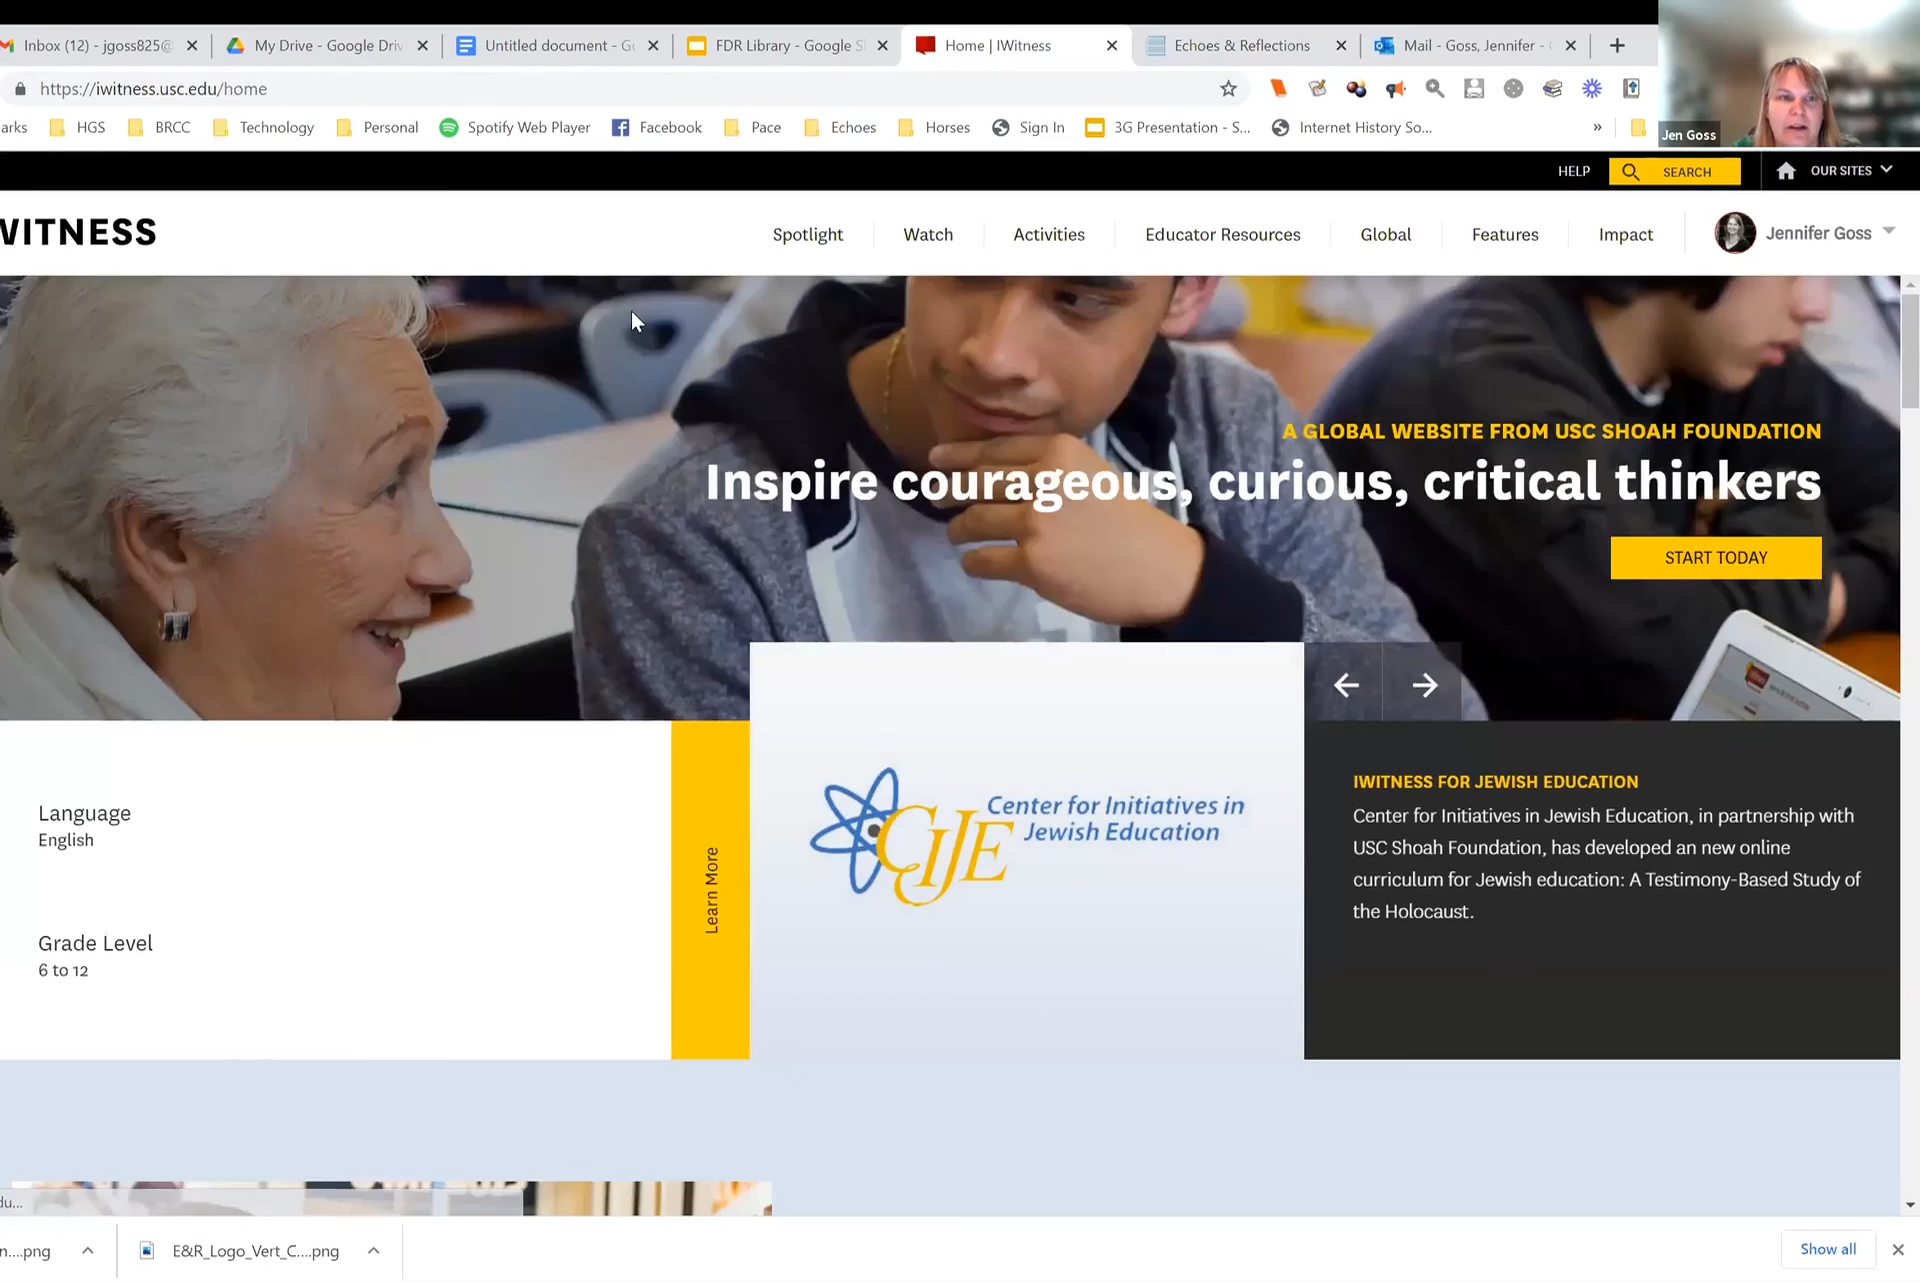 Inbox (12) - jgoss825@
My Drive - Google Driv
Untitled document - G
FDR Library - Google S
Home | IWitness
Echoes & Reflections
Mail - Goss, Jennifer -
https://iwitness.usc.edu/home
arks
HGS
BRCC
Technology
Personal
Spotify Web Player
Facebook
Pace
Echoes
Horses
Sign In
3G Presentation - S...
Internet History So...
»
Jen Goss
HELP
SEARCH
OUR SITES
WITNESS
Spotlight
Watch
Activities
Educator Resources
Global
Features
Impact
Jennifer Goss
A GLOBAL WEBSITE FROM USC SHOAH FOUNDATION
Inspire courageous, curious, critical thinkers
START TODAY
Language
English
Grade Level
6 to 12
Learn More
CIJE
Center for Initiatives in
Jewish Education
IWITNESS FOR JEWISH EDUCATION
Center for Initiatives in Jewish Education, in partnership with
USC Shoah Foundation, has developed an new online
curriculum for Jewish education: A Testimony-Based Study of
the Holocaust.
du...
n....png
E&R_Logo_Vert_C....png
Show all